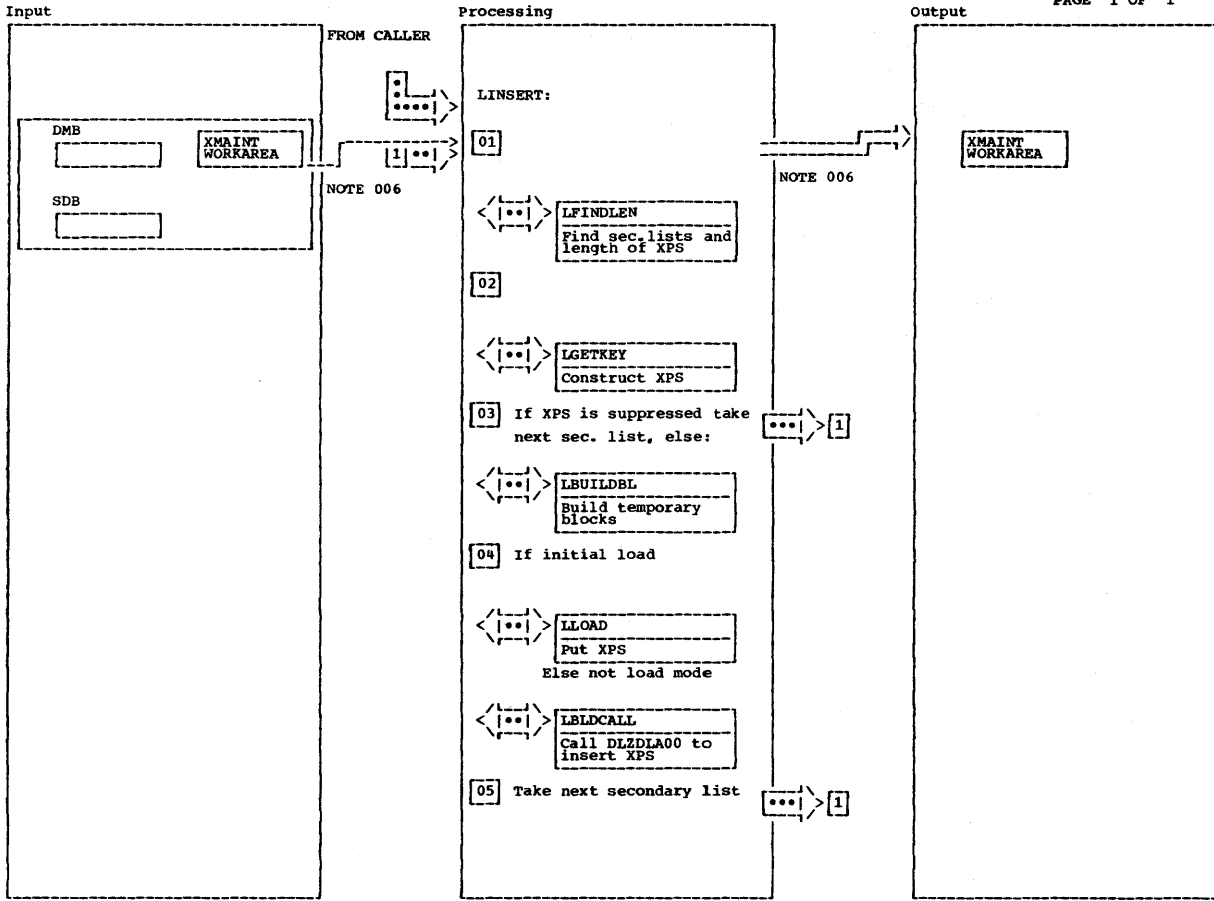 PAGE 1 OF 1
Input
Processing
Output
FROM CALLER
LINSERT:
DMB
XMAINT
WORKAREA
1
01
XMAINT
WORKAREA
NOTE 006
NOTE 006
SDB
LFINDLEN
Find sec.lists and
length of XPS
02
LGETKEY
Construct XPS
03 If XPS is suppressed take
next sec. list, else:
1
LBUILDBL
Build temporary
blocks
04 If initial load
LLOAD
Put XPS
Else not load mode
LBLDCALL
Call DLZDLA00 to
insert XPS
05 Take next secondary list
1